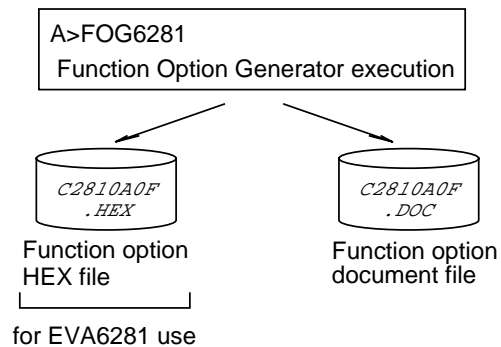 A>FOG6281
Function Option Generator execution
C2810A0F
.HEX
C2810A0F
.DOC
Function option
HEX file
Function option
document file
for EVA6281 use